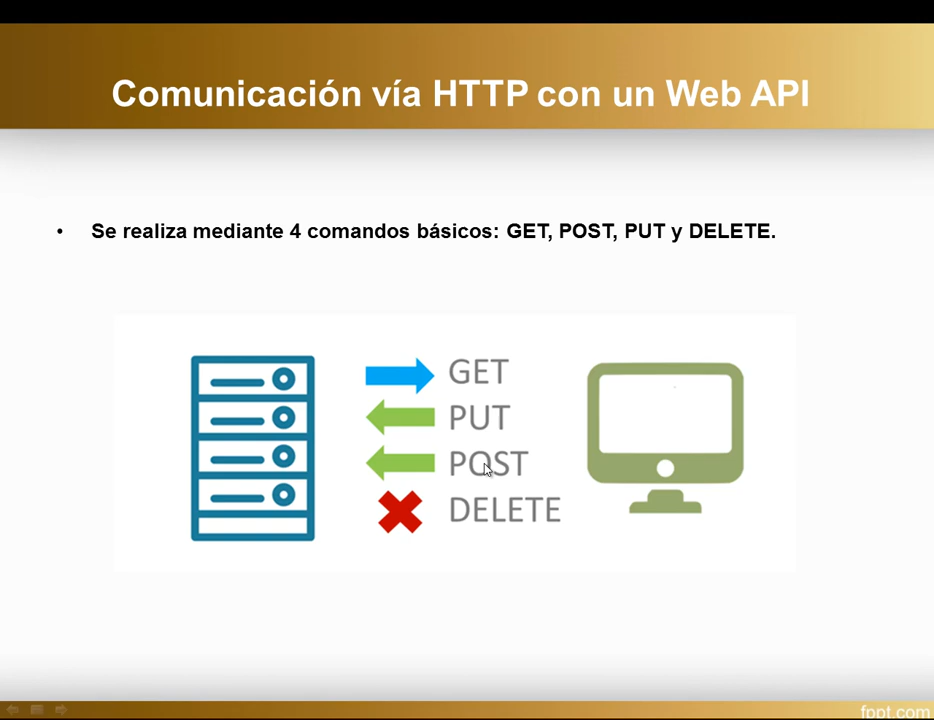 Comunicación vía HTTP con un Web API
• Se realiza mediante 4 comandos básicos: GET, POST, PUT y DELETE.
GET
PUT
POST
DELETE
fppt.com